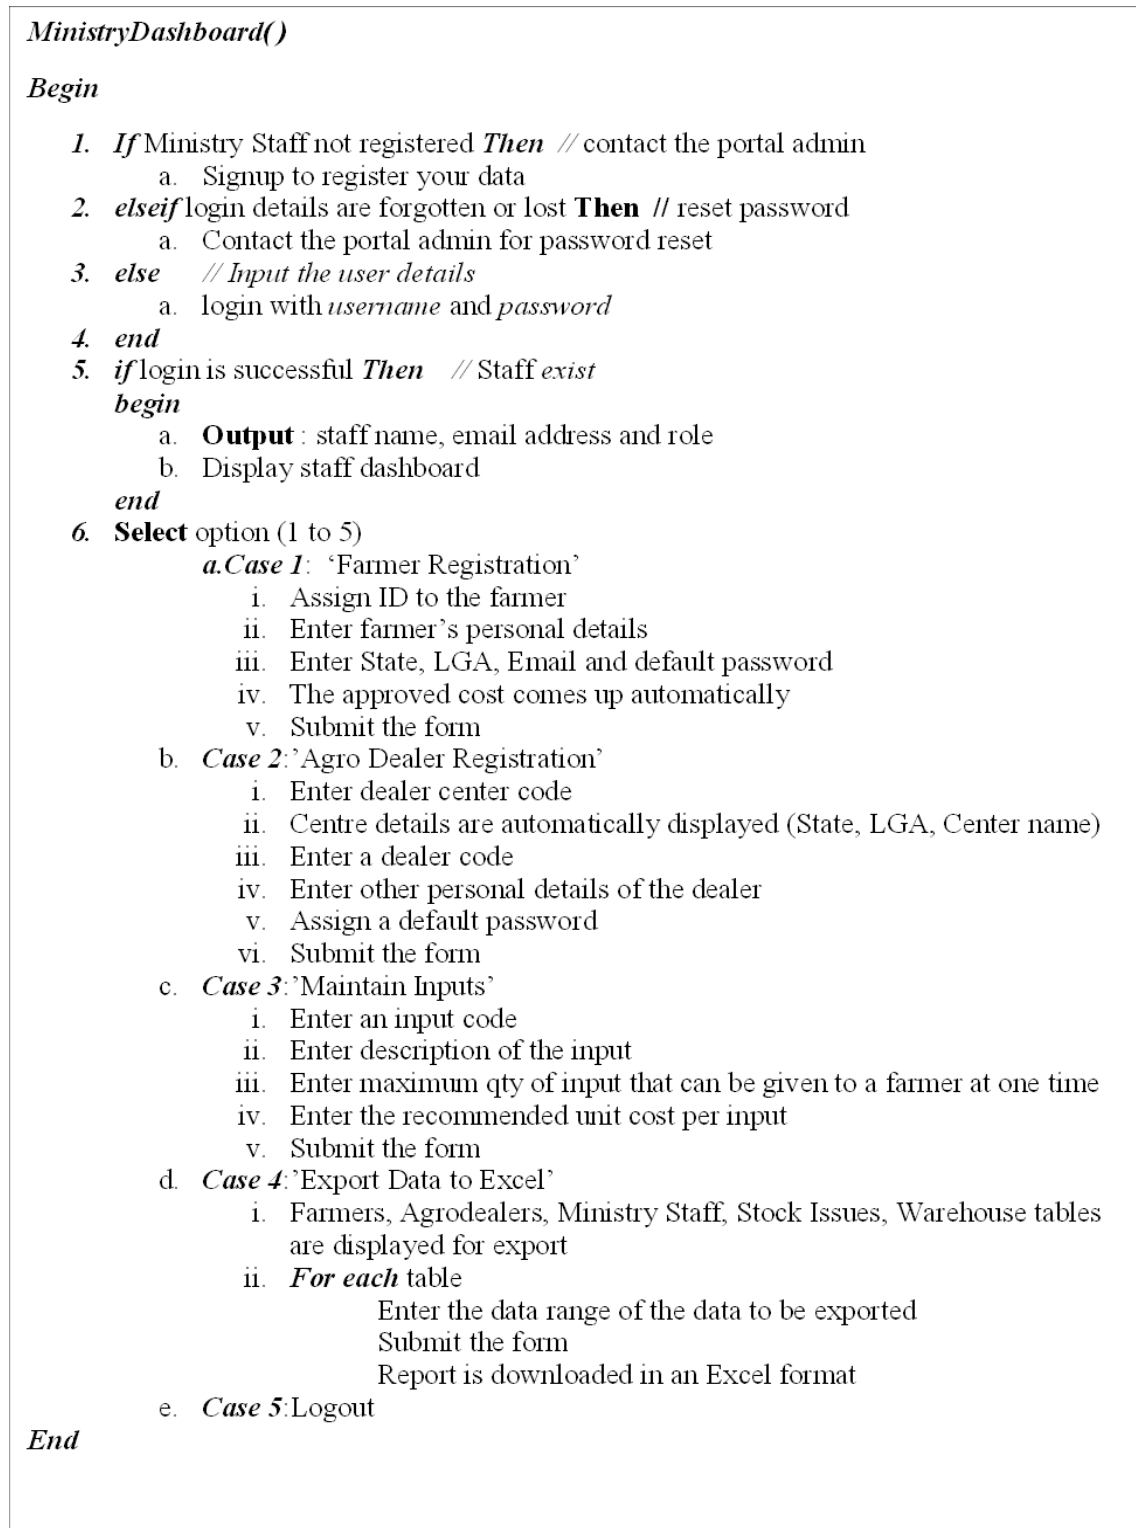 MinistryDashboard()
Begin
1. If Ministry Staff not registered Then // contact the portal admin
a. Signup to register your data
2. elseif login details are forgotten or lost Then // reset password
a. Contact the portal admin for password reset
3. else // Input the user details
a. login with username and password
4. end
5. if login is successful Then // Staff exist
begin
a. Output : staff name, email address and role
b. Display staff dashboard
end
6. Select option (1 to 5)
a.Case 1: ‘Farmer Registration’
i. Assign ID to the farmer
ii. Enter farmer’s personal details
iii. Enter State, LGA, Email and default password
iv. The approved cost comes up automatically
v. Submit the form
b. Case 2:’Agro Dealer Registration’
i. Enter dealer center code
ii. Centre details are automatically displayed (State, LGA, Center name)
iii. Enter a dealer code
iv. Enter other personal details of the dealer
v. Assign a default password
vi. Submit the form
c. Case 3:’Maintain Inputs’
i. Enter an input code
ii. Enter description of the input
iii. Enter maximum qty of input that can be given to a farmer at one time
iv. Enter the recommended unit cost per input
v. Submit the form
d. Case 4:’Export Data to Excel’
i. Farmers, Agrodealers, Ministry Staff, Stock Issues, Warehouse tables
are displayed for export
ii. For each table
Enter the data range of the data to be exported
Submit the form
Report is downloaded in an Excel format
e. Case 5:Logout
End